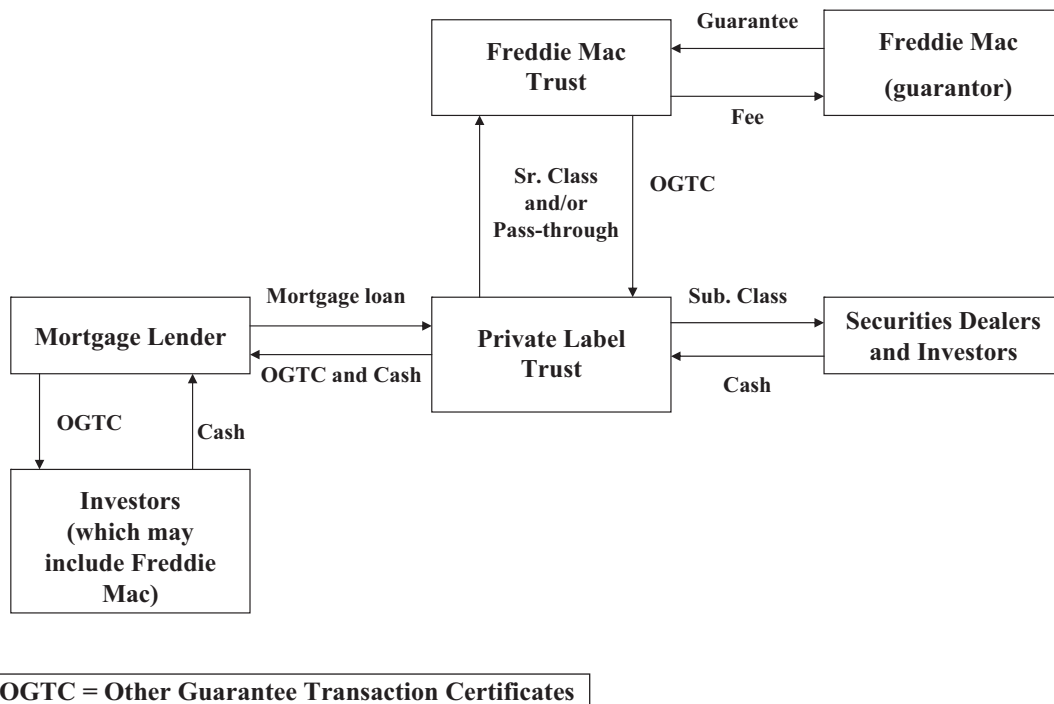 Guarantee
Freddie Mac
Trust
Freddie Mac
(guarantor)
Fee
Sr. Class
and/or
Pass-through
OGTC
Mortgage loan
Sub. Class
Mortgage Lender
Private Label
Trust
Securities Dealers
and Investors
OGTC and Cash
Cash
OGTC
Cash
Investors
(which may
include Freddie
Mac)
OGTC = Other Guarantee Transaction Certificates